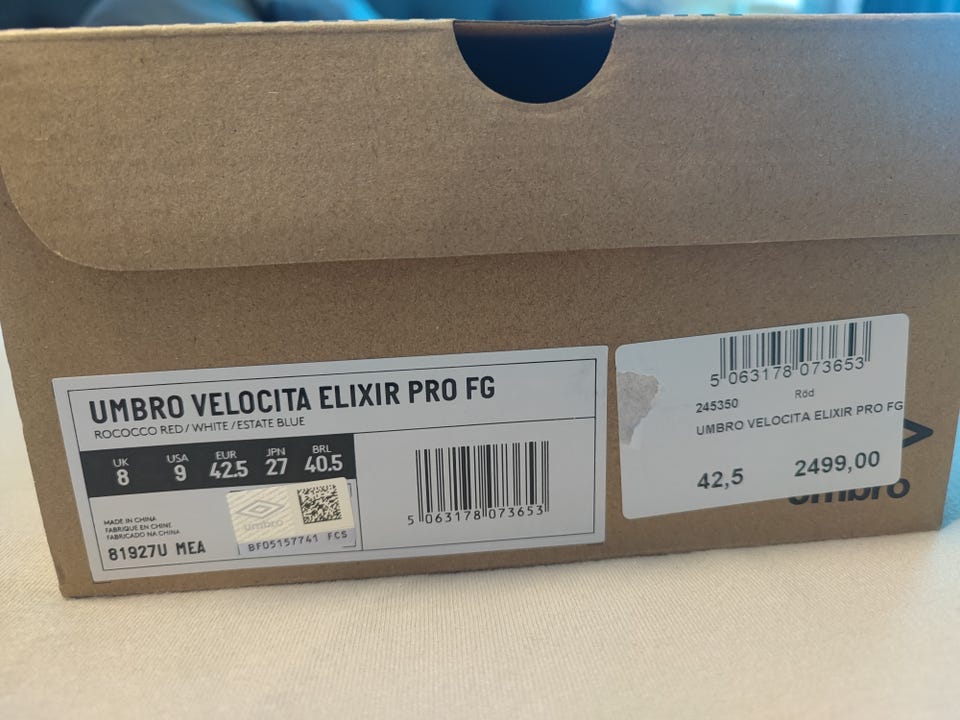 UMBRO VELOCITA ELIXIR PRO FG
ROCOCCO RED / WHITE / ESTATE BLUE
UK USA EUR JPN BRL
8 9 42.5 27 40.5
MADE IN CHINA
FABRIQUE EN CHINE
FABRICADO NA CHINA
81927U MEA
umbro
BF05157741 FCS
5 063178 073653
5 063178 073653
245350 Röd
UMBRO VELOCITA ELIXIR PRO FG
42,5 2499,00
umbro